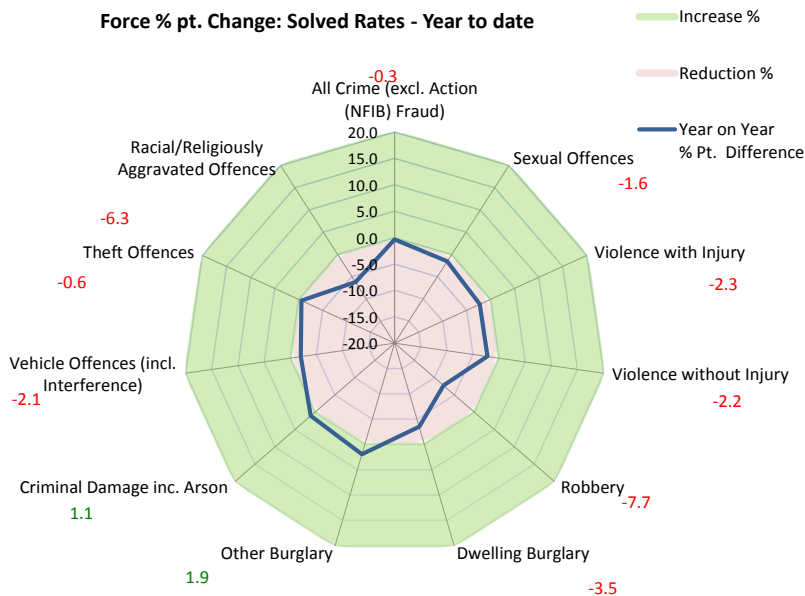 Force % pt. Change: Solved Rates - Year to date
Increase %
Reduction %
Year on Year
% Pt. Difference
-0.3
All Crime (excl. Action
(NFIB) Fraud)
Sexual Offences
-1.6
Violence with Injury
-2.3
Violence without Injury
-2.2
Robbery
-7.7
Dwelling Burglary
-3.5
Other Burglary
1.9
Criminal Damage inc. Arson
1.1
Vehicle Offences (incl.
Interference)
-2.1
Theft Offences
-0.6
Racial/Religiously
Aggravated Offences
-6.3
20.0
15.0
10.0
5.0
0.0
-5.0
-10.0
-15.0
-20.0